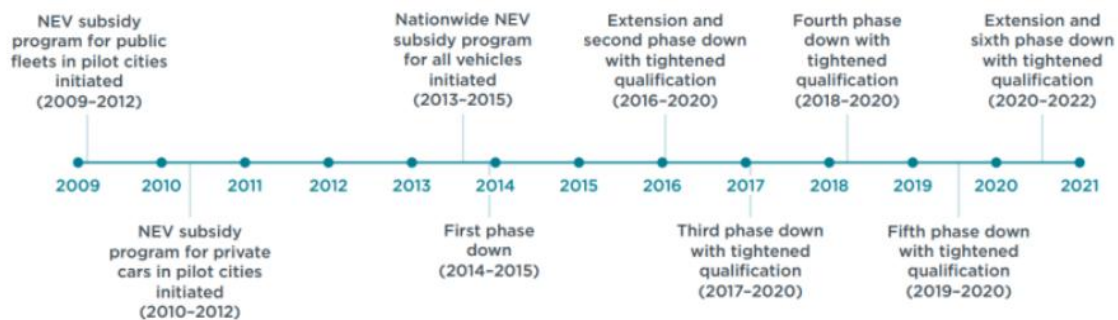 NEV subsidy
program for public
fleets in pilot cities
initiated
(2009–2012)
Nationwide NEV
subsidy program
for all vehicles
initiated
(2013–2015)
Extension and
second phase down
with tightened
qualification
(2016–2020)
Fourth phase
down with
tightened
qualification
(2018–2020)
Extension and
sixth phase down
with tightened
qualification
(2020–2022)
2009 2010 2011 2012 2013 2014 2015 2016 2017 2018 2019 2020 2021
NEV subsidy
program for private
cars in pilot cities
initiated
(2010–2012)
First phase
down
(2014–2015)
Third phase down
with tightened
qualification
(2017–2020)
Fifth phase down
with tightened
qualification
(2019–2020)